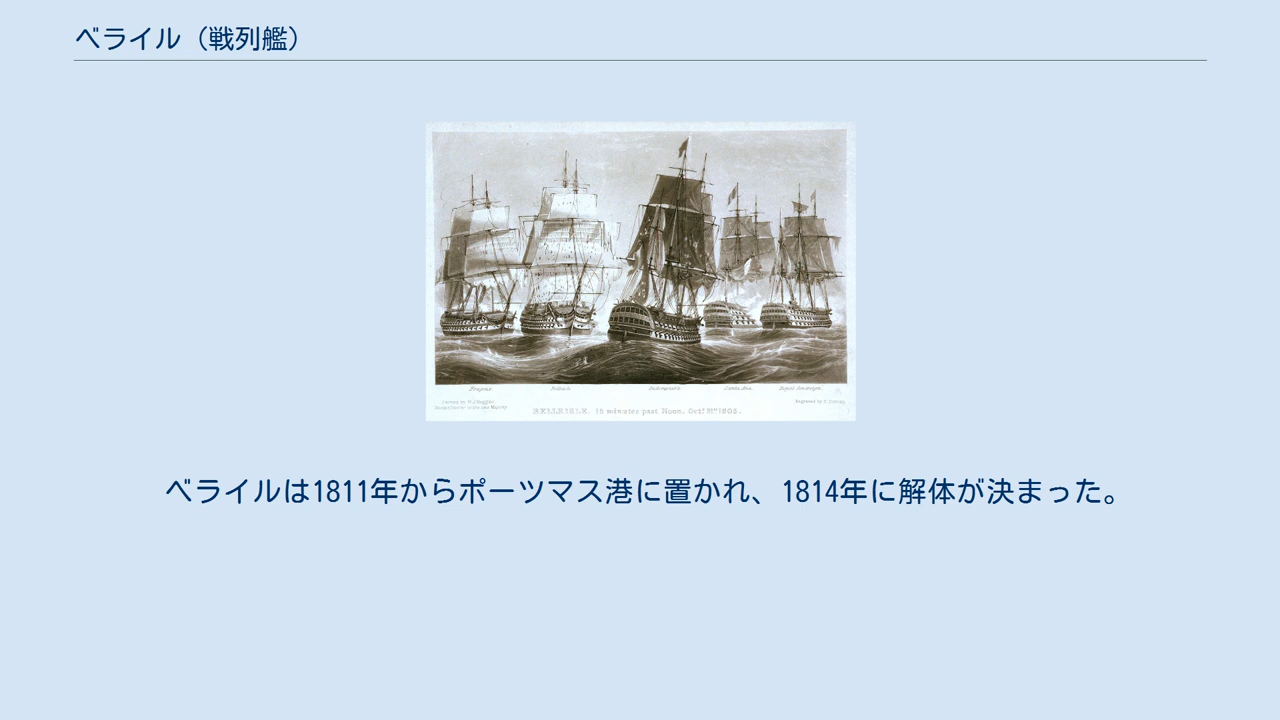 ベライル（戦列艦）
BELLEISLE. 15 minutes past Noon. Octr. 21st 1805.
ベライルは1811年からポーツマス港に置かれ、1814年に解体が決まった。